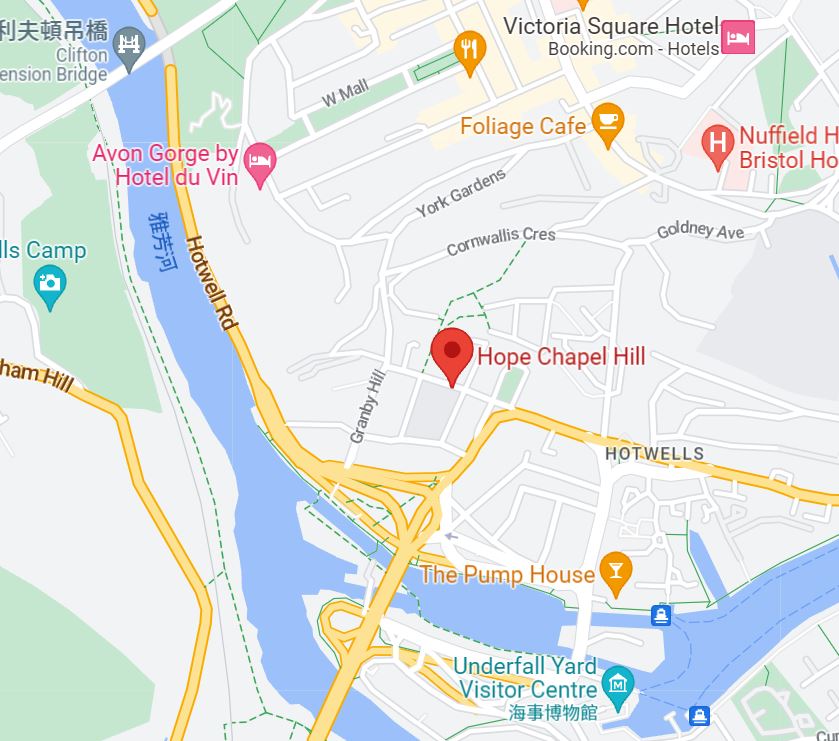 利夫頓吊橋
Clifton
ension Bridge
Victoria Square Hotel
Booking.com - Hotels
W Mall
Foliage Cafe
Nuffield H
Bristol Ho
Avon Gorge by
Hotel du Vin
York Gardens
Cornwallis Cres
Goldney Ave
雅芳河
lls Camp
Hotwell Rd
Hope Chapel Hill
ham Hill
Granby Hill
HOTWELLS
The Pump House
Underfall Yard
Visitor Centre
海事博物館